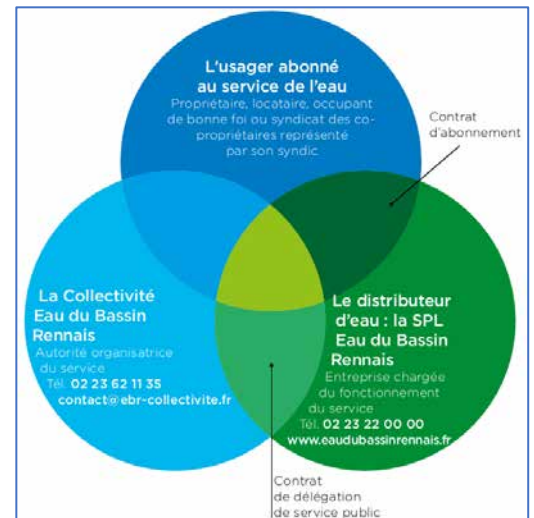 L'usager abonné
au service de l'eau
Propriétaire, locataire, occupant
de bonne foi ou syndicat des co-
propriétaires représenté
par son syndic
Contrat
d'abonnement
La Collectivité
Eau du Bassin
Rennais
Autorité organisatrice
du service
Tél. 02 23 62 11 35
contact@ebr-collectivite.fr
Le distributeur
d'eau : la SPL
Eau du Bassin
Rennais
Entreprise chargée
du fonctionnement
du service
Tél. 02 23 22 00 00
www.eaudubassinrennais.fr
Contrat
de délégation
de service public